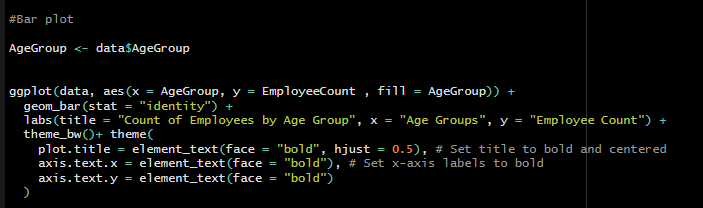 #Bar plot
AgeGroup <- data$AgeGroup
ggplot(data, aes(x = AgeGroup, y = EmployeeCount , fill = AgeGroup)) +
  geom_bar(stat = "identity") +
  labs(title = "Count of Employees by Age Group", x = "Age Groups", y = "Employee Count") +
  theme_bw()+ theme(
    plot.title = element_text(face = "bold", hjust = 0.5), # Set title to bold and centered
    axis.text.x = element_text(face = "bold"), # Set x-axis labels to bold
    axis.text.y = element_text(face = "bold")
  )